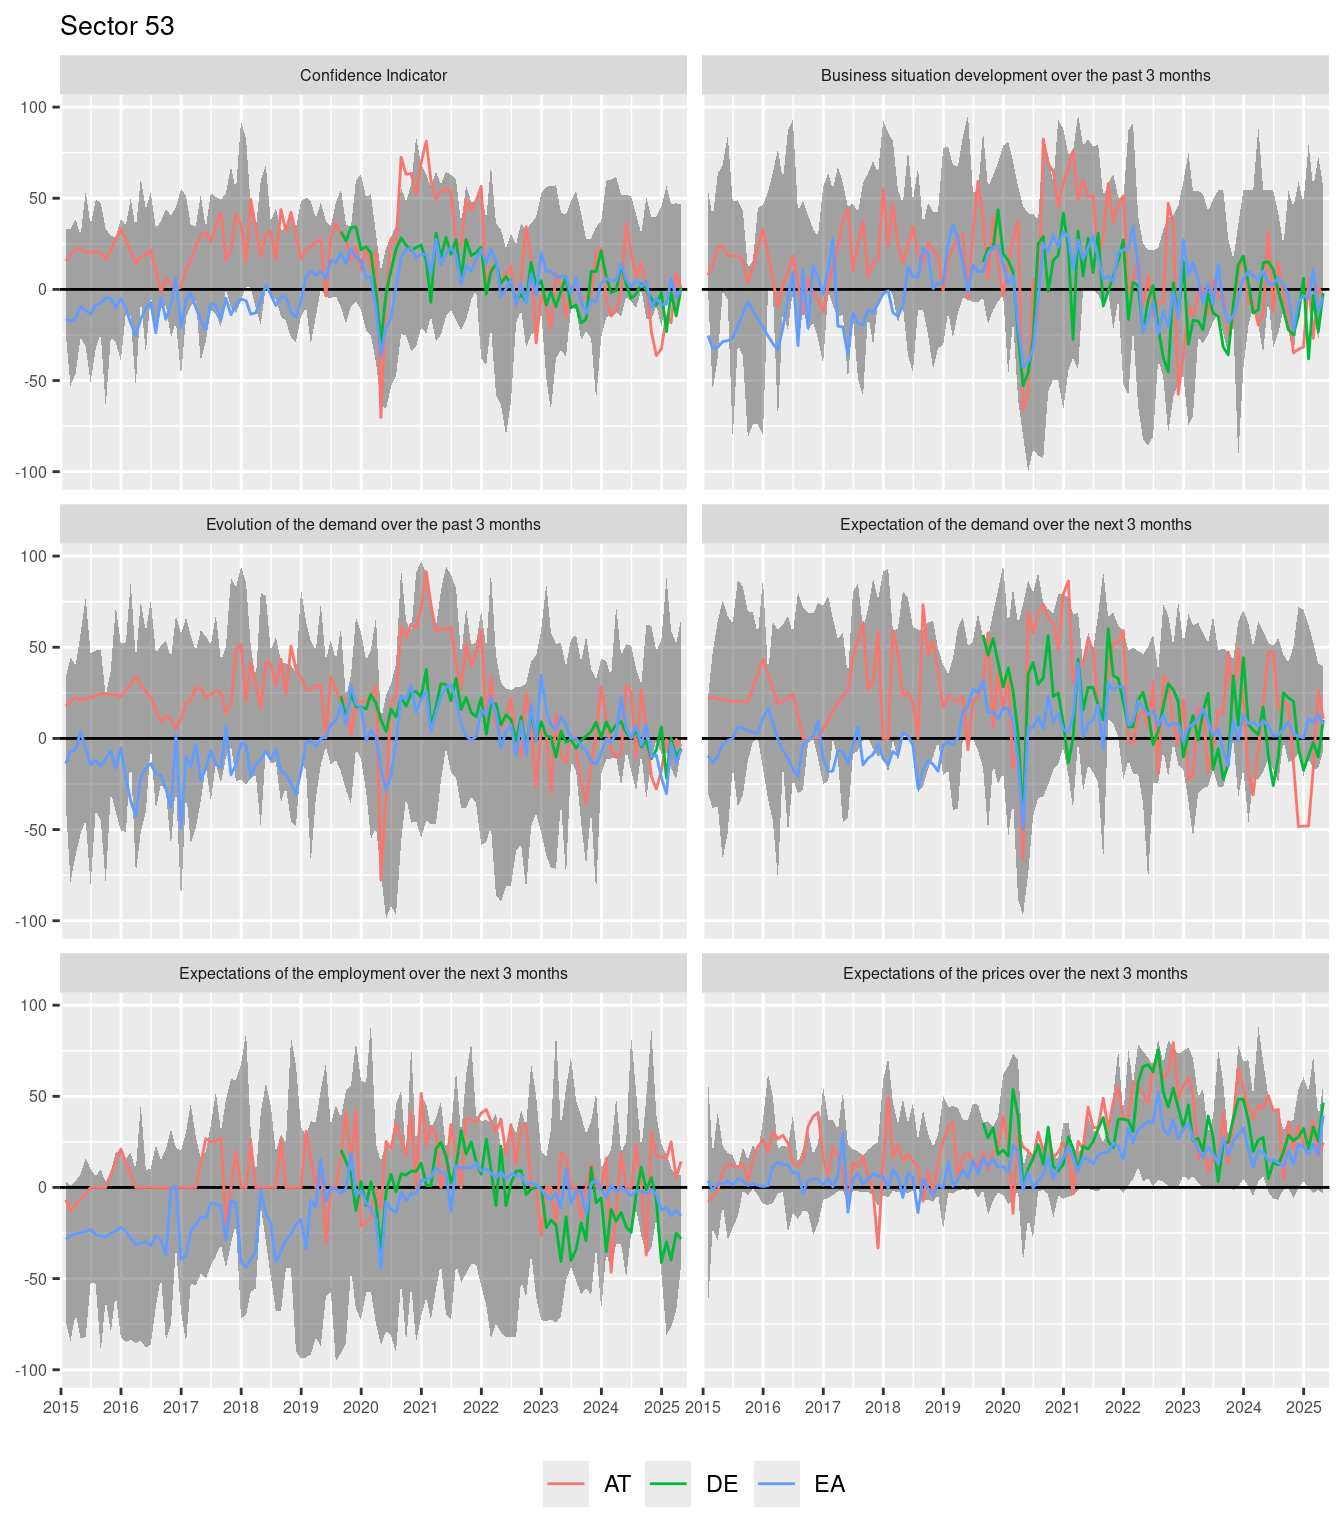 Sector 53
Confidence Indicator
Business situation development over the past 3 months
100
50
0
-50
-100
Evolution of the demand over the past 3 months
Expectation of the demand over the next 3 months
100
50
0
-50
-100
Expectations of the employment over the next 3 months
Expectations of the prices over the next 3 months
100
50
0
-50
-100
2015 2016 2017 2018 2019 2020 2021 2022 2023 2024 2025 2015 2016 2017 2018 2019 2020 2021 2022 2023 2024 2025
AT DE EA